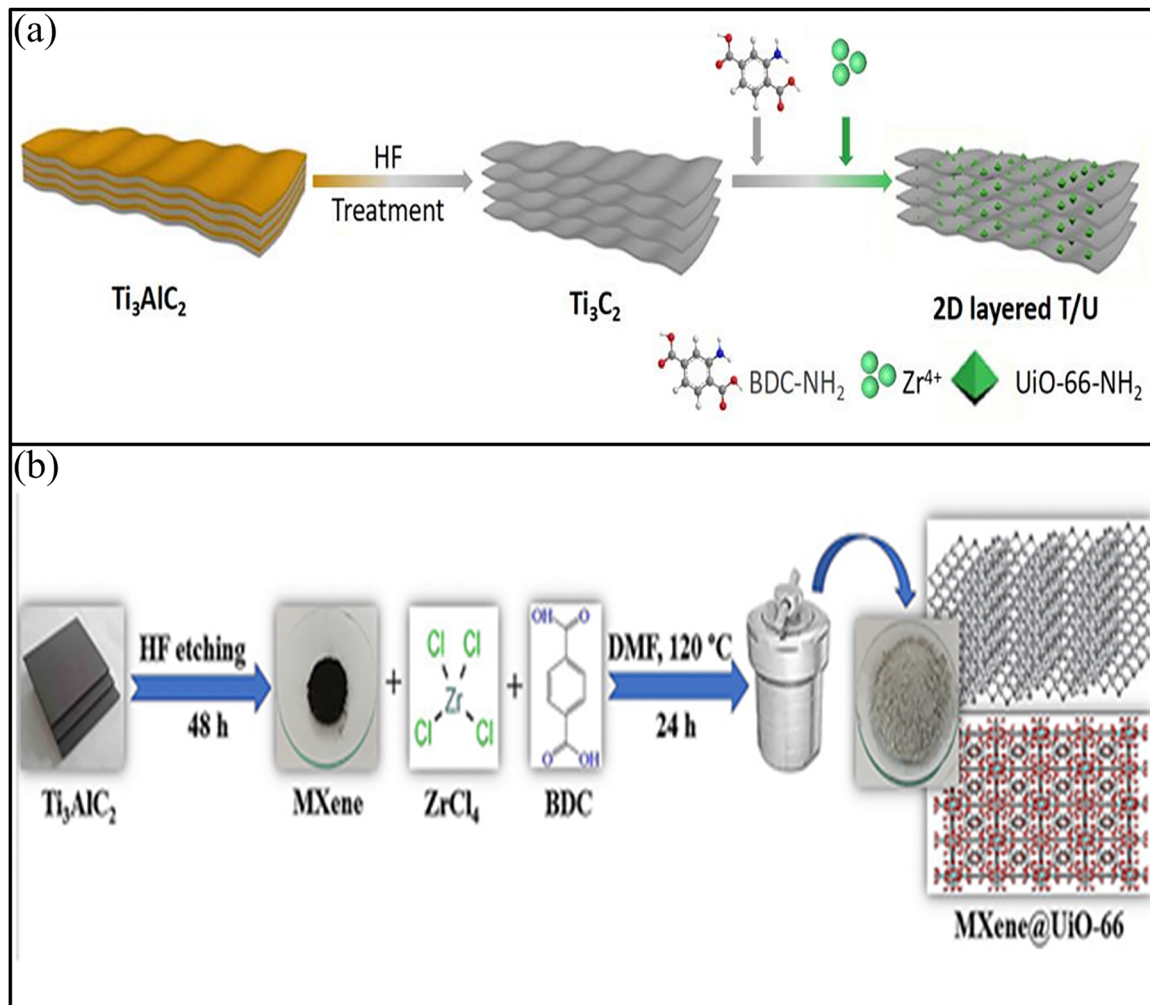 (a)
HF
Treatment
Ti₃AlC₂
Ti₃C₂
2D layered T/U
BDC-NH₂
Zr⁴⁺
UiO-66-NH₂
(b)
HF etching
48 h
Ti₃AlC₂
MXene
+
Cl
Cl
Zr
Cl
Cl
ZrCl₄
+
OH
O
O
OH
BDC
DMF, 120 °C
24 h
MXene@UiO-66